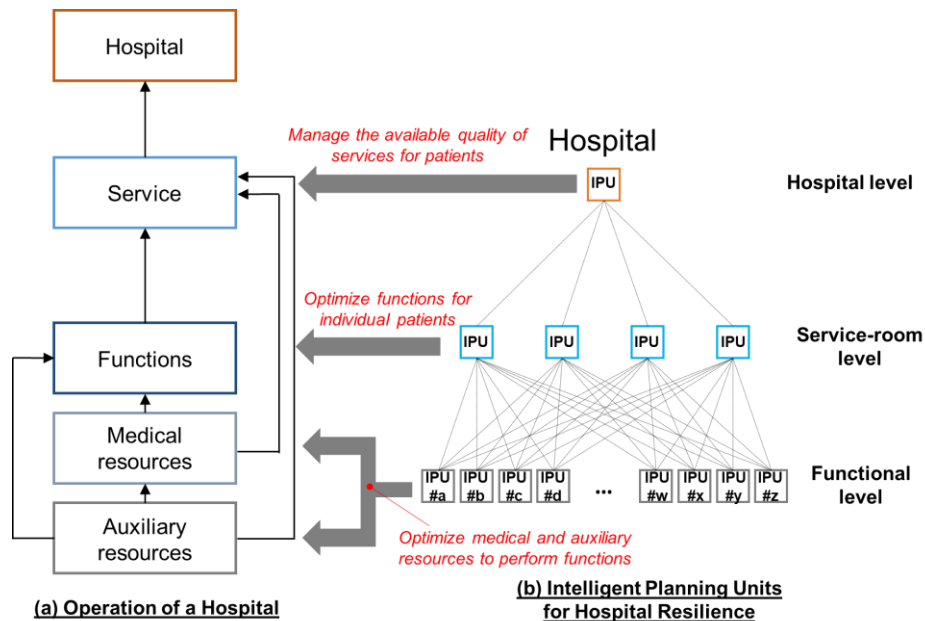 Hospital
Service
Functions
Medical
resources
Auxiliary
resources
(a) Operation of a Hospital
Manage the available quality of
services for patients
Optimize functions for
individual patients
Optimize medical and auxiliary
resources to perform functions
Hospital
IPU
Hospital level
IPU IPU IPU IPU
Service-room
level
IPU IPU IPU IPU IPU IPU IPU IPU
#a #b #c #d ... #w #x #y #z
Functional
level
(b) Intelligent Planning Units
for Hospital Resilience